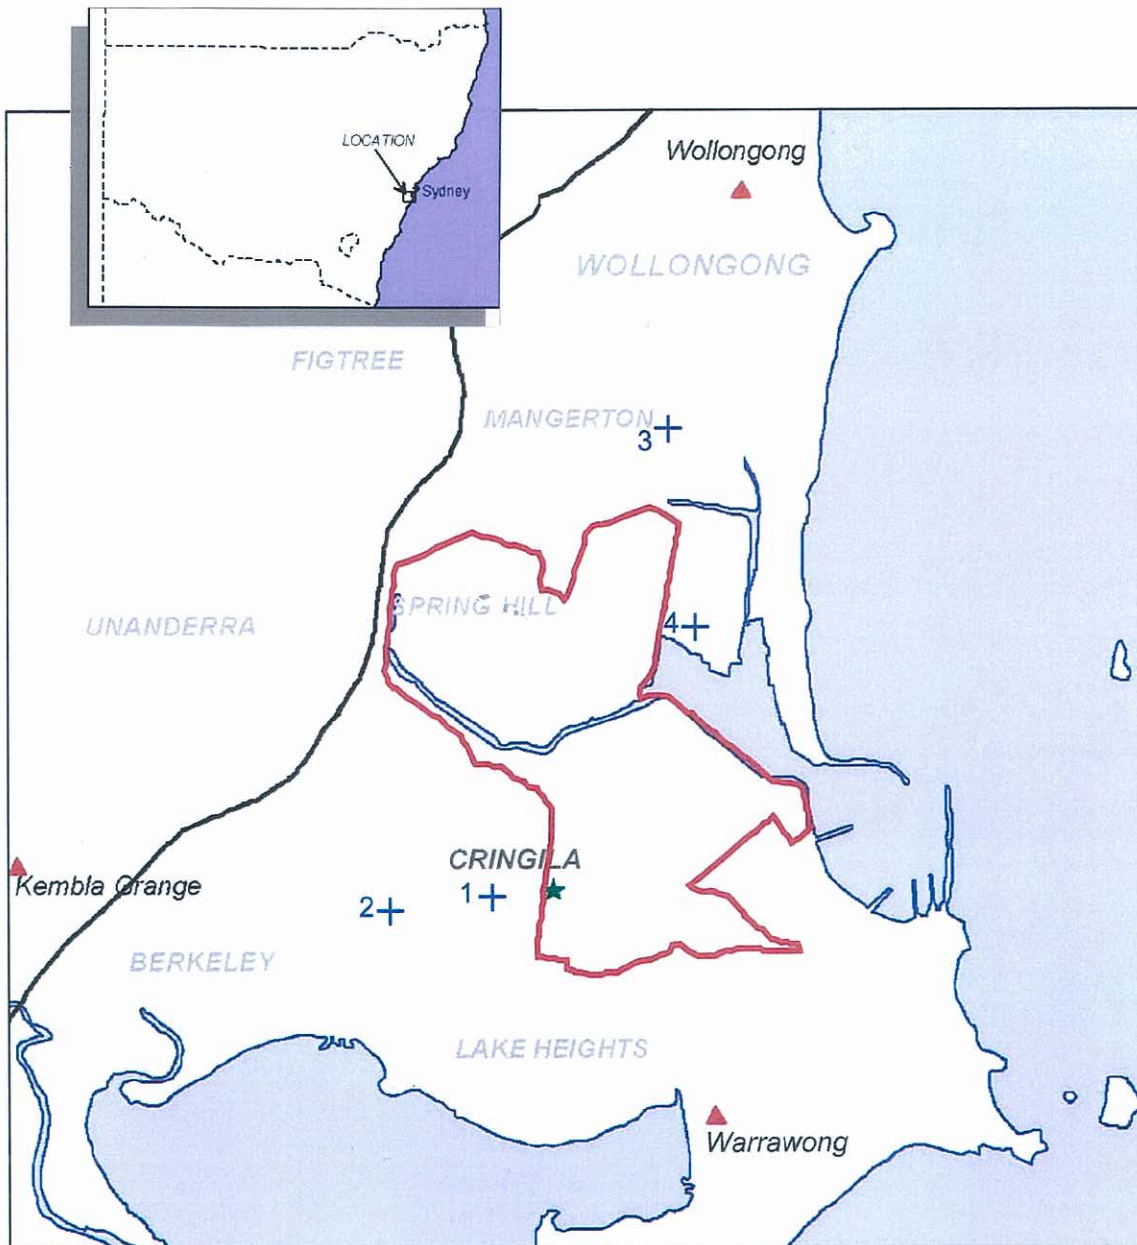 LOCATION
Sydney
Wollongong
WOLLONGONG
FIGTREE
MANGERTON
3
SPRING HILL
UNANDERRA
4
CRINGILA
Kembla Grange
1
2
BERKELEY
LAKE HEIGHTS
Warrawong